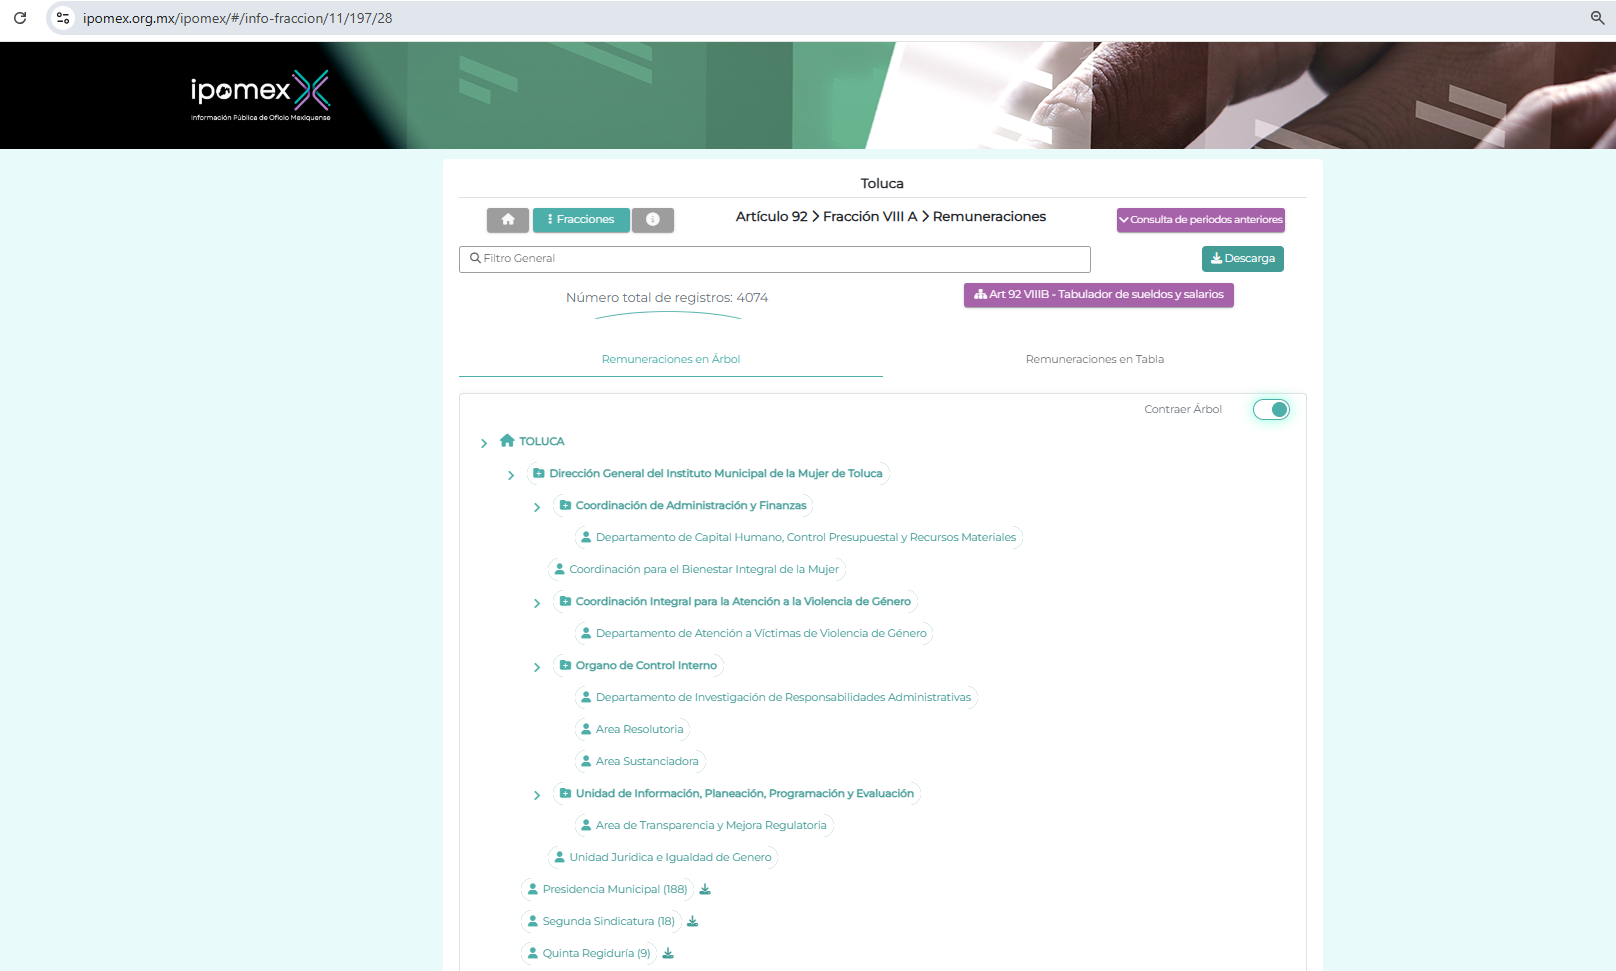 ipomex.org.mx/ipomex/#/info-fraccion/11/197/28
ipomex
Información Pública de Oficio Mexiquense
Toluca
Fracciones
Artículo 92 > Fracción VIII A > Remuneraciones
Consulta de periodos anteriores
Filtro General
Descarga
Número total de registros: 4074
Art 92 VIIIB - Tabulador de sueldos y salarios
Remuneraciones en Árbol
Remuneraciones en Tabla
Contraer Árbol
TOLUCA
Dirección General del Instituto Municipal de la Mujer de Toluca
Coordinación de Administración y Finanzas
Departamento de Capital Humano, Control Presupuestal y Recursos Materiales
Coordinación para el Bienestar Integral de la Mujer
Coordinación Integral para la Atención a la Violencia de Género
Departamento de Atención a Víctimas de Violencia de Género
Organo de Control Interno
Departamento de Investigación de Responsabilidades Administrativas
Area Resolutoria
Area Sustanciadora
Unidad de Información, Planeación, Programación y Evaluación
Area de Transparencia y Mejora Regulatoria
Unidad Juridica e Igualdad de Genero
Presidencia Municipal (188)
Segunda Sindicatura (18)
Quinta Regiduría (9)